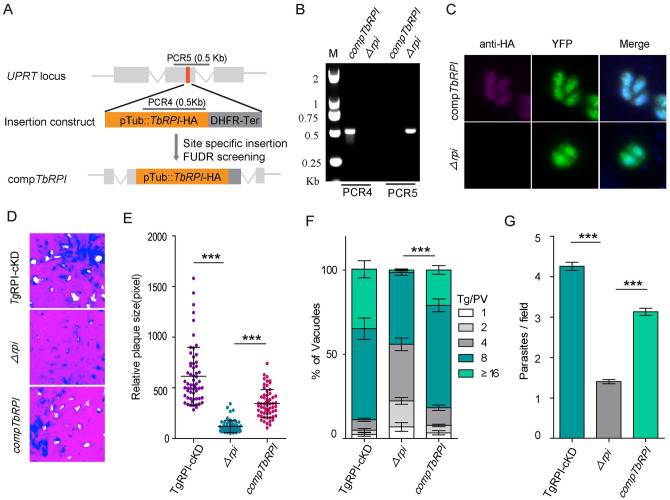 A
PCR5 (0.5 Kb)
UPRT locus
PCR4 (0.5Kb)
Insertion construct
pTub::TbRPI-HA
DHFR-Ter
Site specific insertion
FUDR screening
compTbRPI
pTub::TbRPI-HA
B
M
compTbRPI
Δrpi
compTbRPI
Δrpi
2
1
0.75
0.5
0.25
Kb
PCR4
PCR5
C
anti-HA
YFP
Merge
compTbRPI
Δrpi
D
TgRPI-cKD
Δrpi
compTbRPI
E
Relative plaque size(pixel)
2000
1500
1000
500
0
***
***
TgRPI-cKD
Δrpi
compTbRPI
F
% of Vacuoles
100
50
0
***
Tg/PV
1
2
4
8
≥16
TgRPI-cKD
Δrpi
compTbRPI
G
Parasites / field
5
4
3
2
1
0
***
***
TgRPI-cKD
Δrpi
compTbRPI